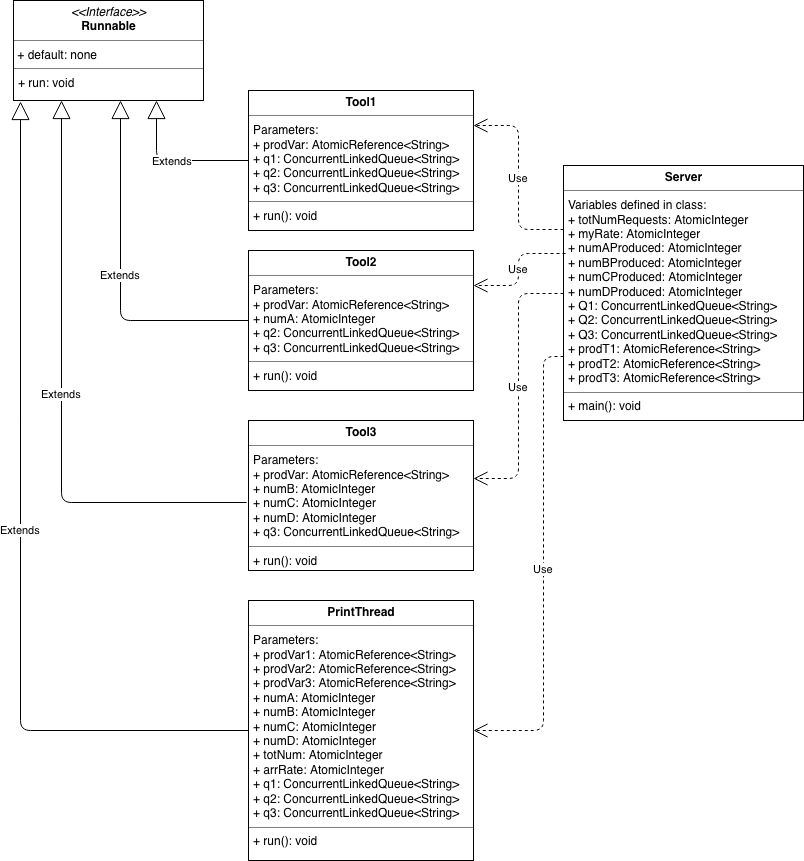 <<Interface>>
Runnable
+ default: none
+ run: void
Tool1
Parameters:
+ prodVar: AtomicReference<String>
+ q1: ConcurrentLinkedQueue<String>
+ q2: ConcurrentLinkedQueue<String>
+ q3: ConcurrentLinkedQueue<String>
+ run(): void
Extends
Use
Server
Variables defined in class:
+ totNumRequests: AtomicInteger
+ myRate: AtomicInteger
+ numAProduced: AtomicInteger
+ numBProduced: AtomicInteger
+ numCProduced: AtomicInteger
+ numDProduced: AtomicInteger
+ Q1: ConcurrentLinkedQueue<String>
+ Q2: ConcurrentLinkedQueue<String>
+ Q3: ConcurrentLinkedQueue<String>
+ prodT1: AtomicReference<String>
+ prodT2: AtomicReference<String>
+ prodT3: AtomicReference<String>
+ main(): void
Tool2
Parameters:
+ prodVar: AtomicReference<String>
+ numA: AtomicInteger
+ q2: ConcurrentLinkedQueue<String>
+ q3: ConcurrentLinkedQueue<String>
+ run(): void
Extends
Use
Tool3
Parameters:
+ prodVar: AtomicReference<String>
+ numB: AtomicInteger
+ numC: AtomicInteger
+ numD: AtomicInteger
+ q3: ConcurrentLinkedQueue<String>
+ run(): void
Extends
Use
PrintThread
Parameters:
+ prodVar1: AtomicReference<String>
+ prodVar2: AtomicReference<String>
+ prodVar3: AtomicReference<String>
+ numA: AtomicInteger
+ numB: AtomicInteger
+ numC: AtomicInteger
+ numD: AtomicInteger
+ totNum: AtomicInteger
+ arrRate: AtomicInteger
+ q1: ConcurrentLinkedQueue<String>
+ q2: ConcurrentLinkedQueue<String>
+ q3: ConcurrentLinkedQueue<String>
+ run(): void
Extends
Use